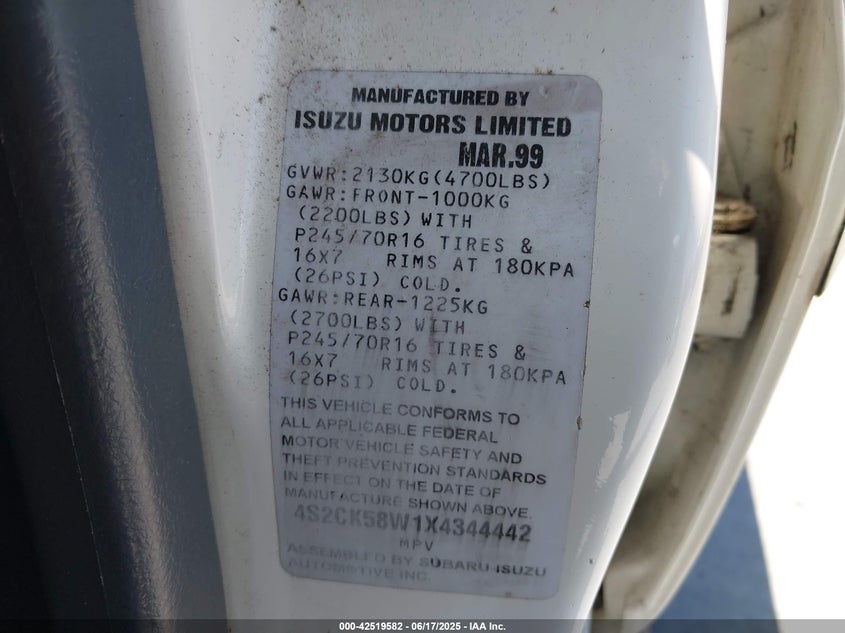 MANUFACTURED BY
ISUZU MOTORS LIMITED
MAR.99
GVWR:2130KG(4700LBS)
GAWR:FRONT-1000KG
(2200LBS) WITH
P245/70R16 TIRES &
16X7 RIMS AT 180KPA
(26PSI) COLD.
GAWR:REAR-1225KG
(2700LBS) WITH
P245/70R16 TIRES &
16X7 RIMS AT 180KPA
(26PSI) COLD.
THIS VEHICLE CONFORMS TO
ALL APPLICABLE FEDERAL
MOTOR VEHICLE SAFETY AND
THEFT PREVENTION STANDARDS
IN EFFECT ON THE DATE OF
MANUFACTURE SHOWN ABOVE.
4S2CK58W1X4344442
MPV
ASSEMBLED BY SUBARU ISUZU
AUTOMOTIVE INC.
000-42519582 - 06/17/2025 - IAA Inc.